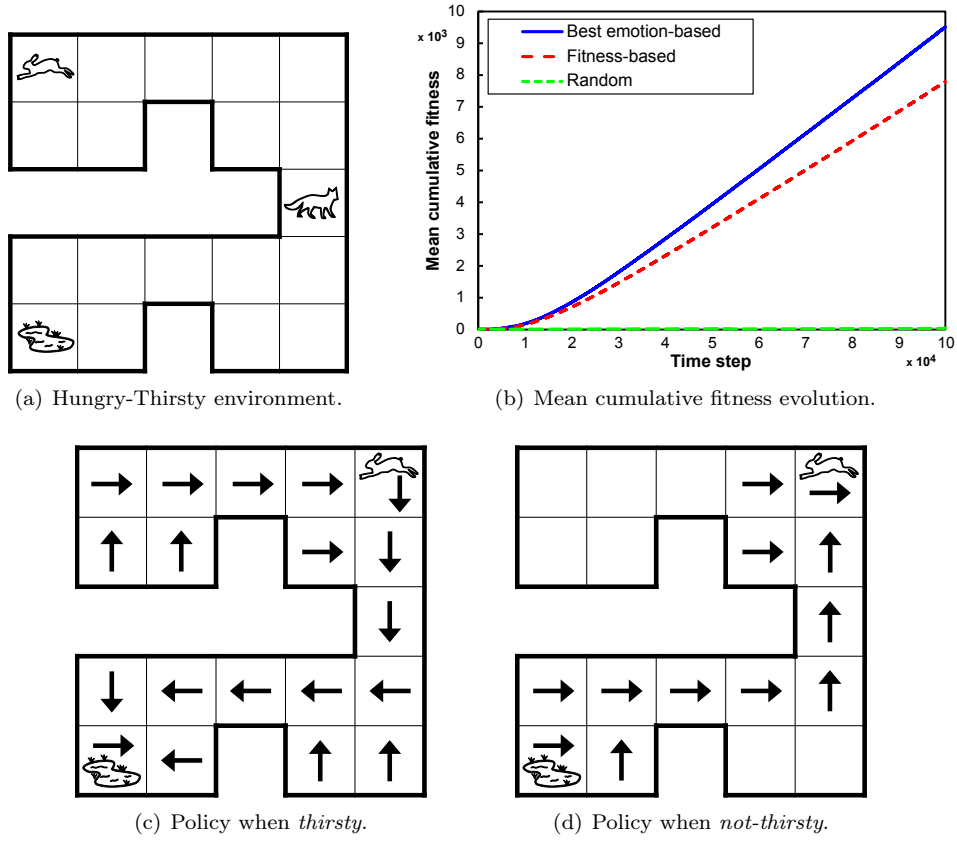 × 10³
10
9
8
7
6
5
4
3
2
1
0
Mean cumulative fitness
Best emotion-based
Fitness-based
Random
0 1 2 3 4 5 6 7 8 9 10
Time step
× 10⁴
(a) Hungry-Thirsty environment.
(b) Mean cumulative fitness evolution.
(c) Policy when thirsty.
(d) Policy when not-thirsty.